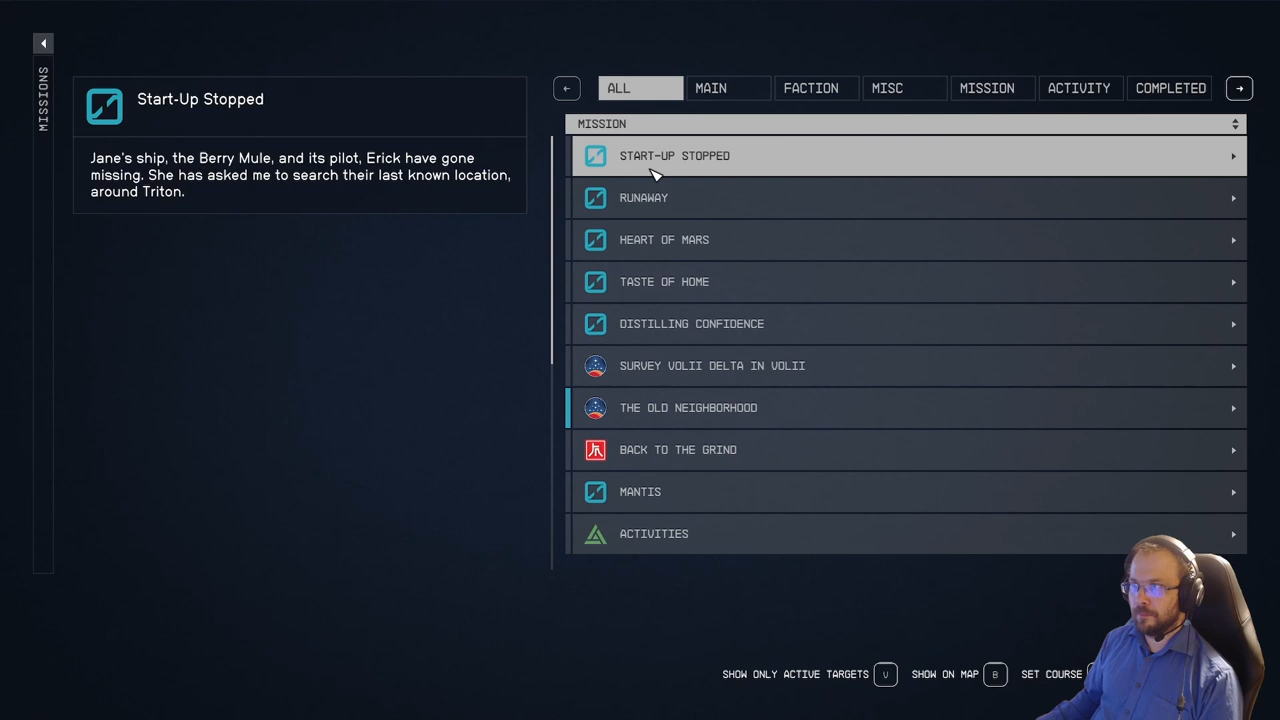 MISSIONS
Start-Up Stopped
Jane's ship, the Berry Mule, and its pilot, Erick have gone
missing. She has asked me to search their last known location,
around Triton.
ALL MAIN FACTION MISC MISSION ACTIVITY COMPLETED
MISSION
START-UP STOPPED
RUNAWAY
HEART OF MARS
TASTE OF HOME
DISTILLING CONFIDENCE
SURVEY VOLII DELTA IN VOLII
THE OLD NEIGHBORHOOD
BACK TO THE GRIND
MANTIS
ACTIVITIES
SHOW ONLY ACTIVE TARGETS V SHOW ON MAP B SET COURSE